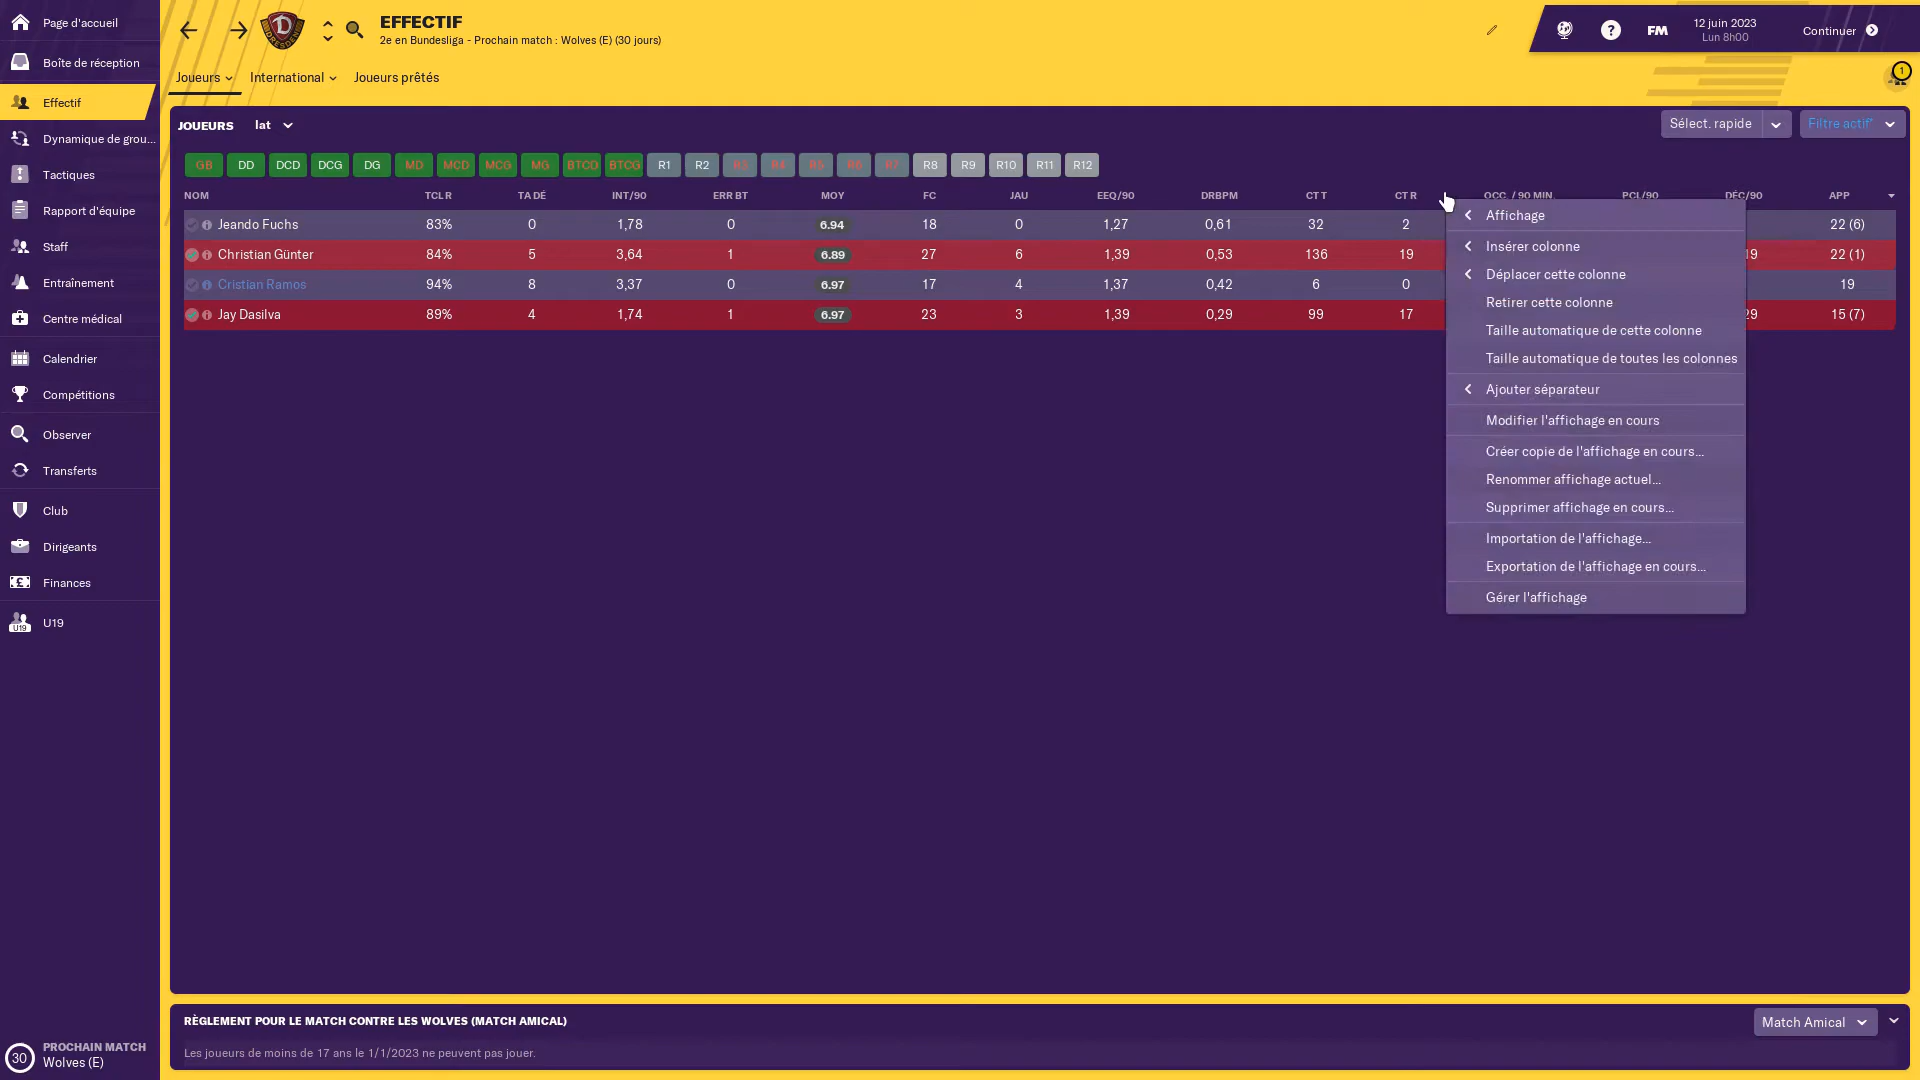 Page d'accueil
Boîte de réception
Effectif
Dynamique de grou...
Tactiques
Rapport d'équipe
Staff
Entraînement
Centre médical
Calendrier
Compétitions
Observer
Transferts
Club
Dirigeants
Finances
U19
U19
30
PROCHAIN MATCH
Wolves (E)
EFFECTIF
2e en Bundesliga - Prochain match : Wolves (E) (30 jours)
FM
12 juin 2023
Lun 8h00
Continuer
1
Joueurs
International
Joueurs prêtés
JOUEURS
lat
Sélect. rapide
Filtre actif*
GB DD DCD DCG DG MD MCD MCG MG BTCD BTCG R1 R2 R3 R4 R5 R6 R7 R8 R9 R10 R11 R12
NOM TCL R TA DÉ INT/90 ERR BT MOY FC JAU EEQ/90 DRBPM CT T CT R OCC. / 90 MIN. PCL/90 DÉC/90 APP
Jeando Fuchs 83% 0 1,78 0 6.94 18 0 1,27 0,61 32 2 22 (6)
Christian Günter 84% 5 3,64 1 6.89 27 6 1,39 0,53 136 19 22 (1)
Cristian Ramos 94% 8 3,37 0 6.97 17 4 1,37 0,42 6 0 19
Jay Dasilva 89% 4 1,74 1 6.97 23 3 1,39 0,29 99 17 15 (7)
Affichage
Insérer colonne
Déplacer cette colonne
Retirer cette colonne
Taille automatique de cette colonne
Taille automatique de toutes les colonnes
Ajouter séparateur
Modifier l'affichage en cours
Créer copie de l'affichage en cours...
Renommer affichage actuel...
Supprimer affichage en cours...
Importation de l'affichage...
Exportation de l'affichage en cours...
Gérer l'affichage
RÈGLEMENT POUR LE MATCH CONTRE LES WOLVES (MATCH AMICAL)
Match Amical
Les joueurs de moins de 17 ans le 1/1/2023 ne peuvent pas jouer.